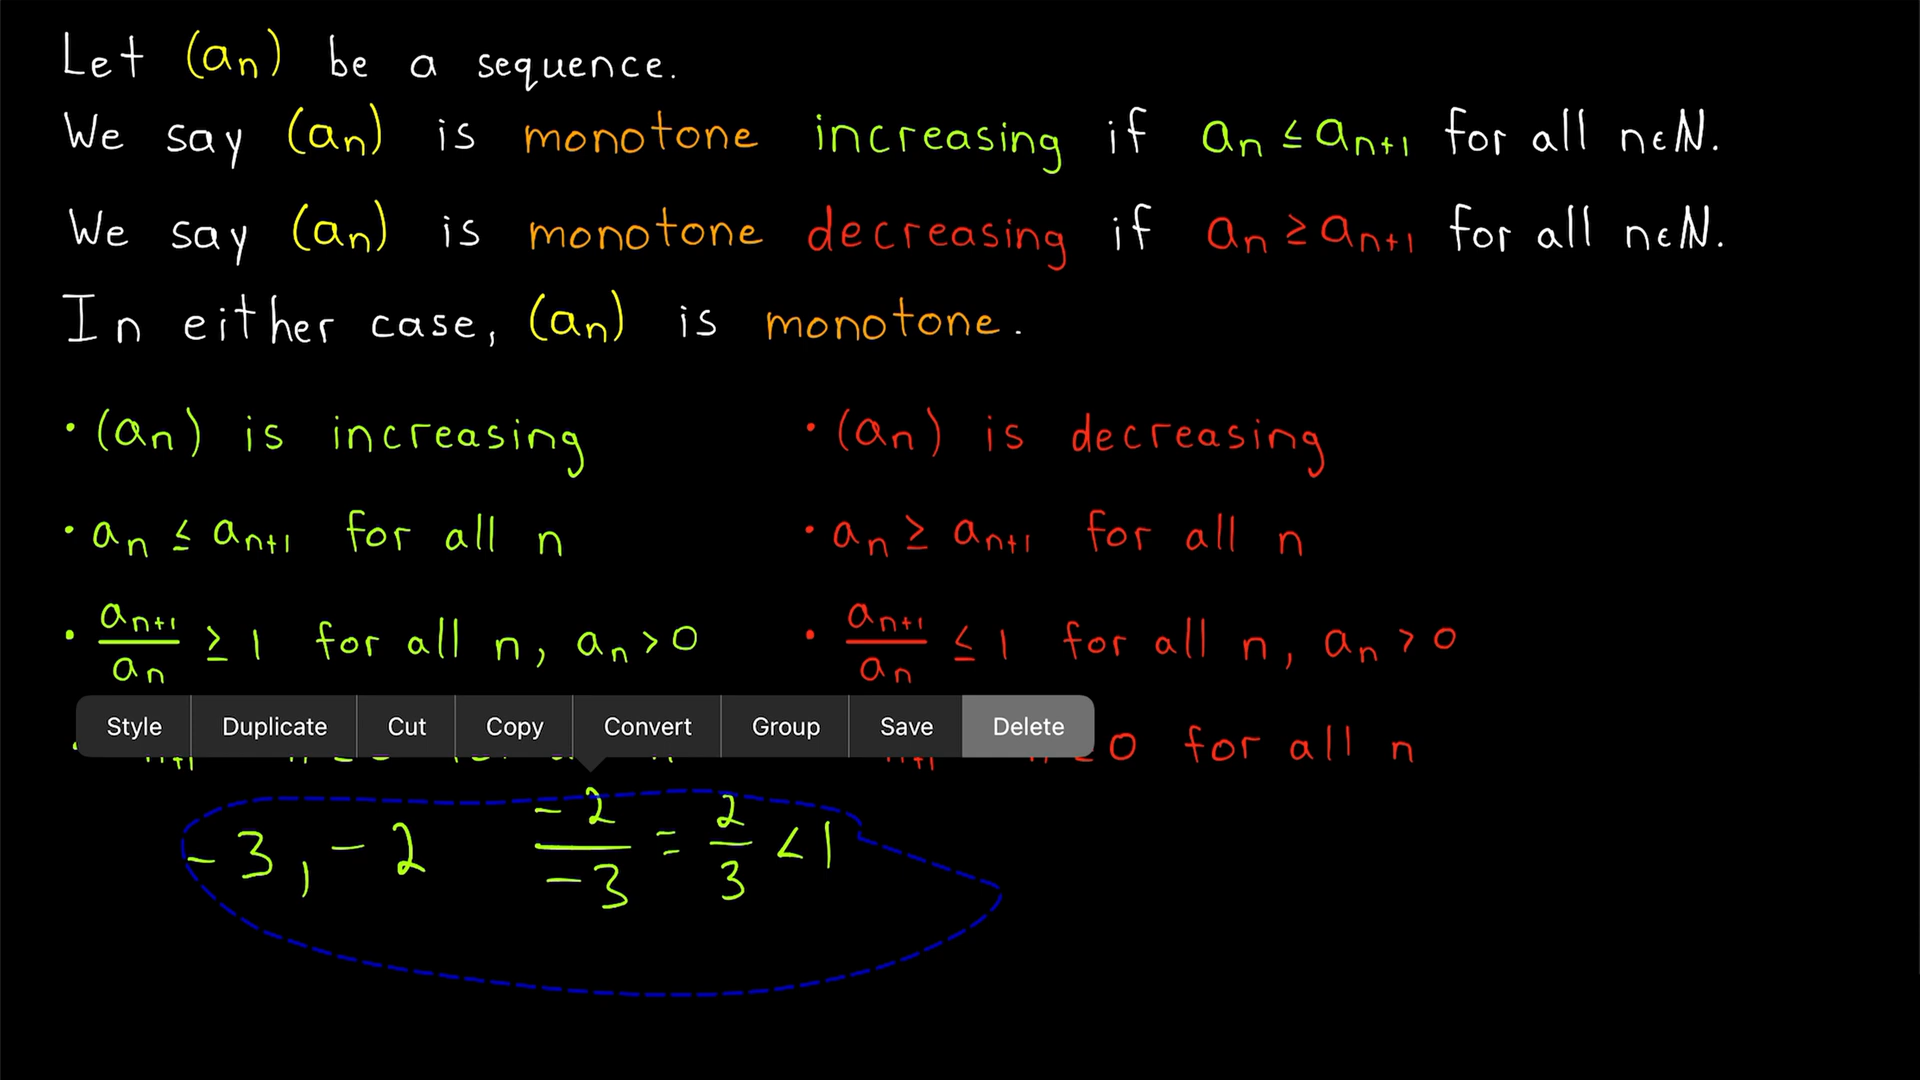 Let (aₙ) be a sequence.
We say (aₙ) is monotone increasing if aₙ ≤ aₙ₊₁ for all n∈ℕ.
We say (aₙ) is monotone decreasing if aₙ ≥ aₙ₊₁ for all n∈ℕ.
In either case, (aₙ) is monotone.
• (aₙ) is increasing
• aₙ ≤ aₙ₊₁ for all n
• aₙ₊₁/aₙ ≥ 1 for all n, aₙ > 0
• (aₙ) is decreasing
• aₙ ≥ aₙ₊₁ for all n
• aₙ₊₁/aₙ ≤ 1 for all n, aₙ > 0
0 for all n
Style Duplicate Cut Copy Convert Group Save Delete
-3, -2 -2/-3 = 2/3 < 1